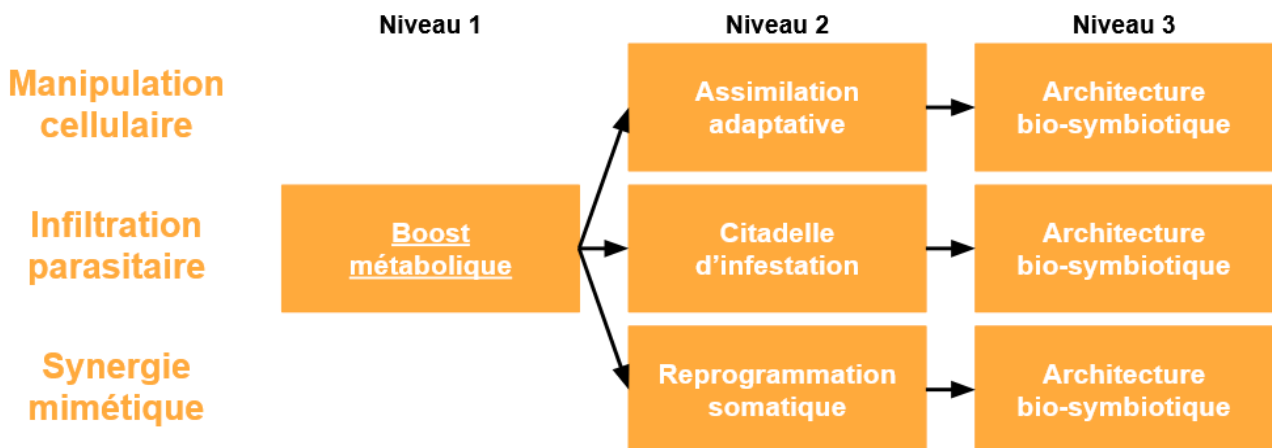 Niveau 1
Niveau 2
Niveau 3
Manipulation
cellulaire
Assimilation
adaptative
Architecture
bio-symbiotique
Infiltration
parasitaire
Boost
métabolique
Citadelle
d’infestation
Architecture
bio-symbiotique
Synergie
mimétique
Reprogrammation
somatique
Architecture
bio-symbiotique